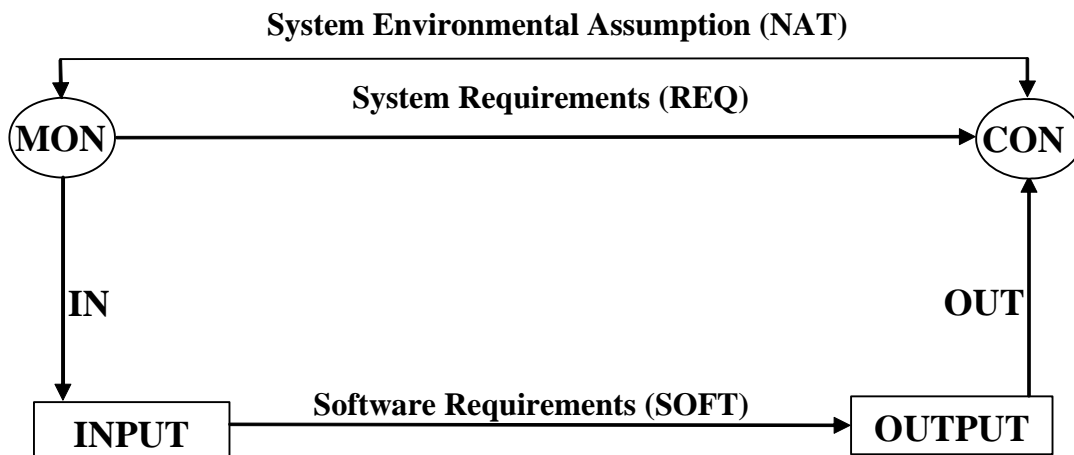 System Environmental Assumption (NAT)
System Requirements (REQ)
MON
CON
IN
OUT
Software Requirements (SOFT)
INPUT
OUTPUT